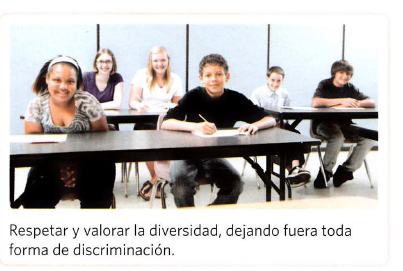 Respetar y valorar la diversidad, dejando fuera toda
forma de discriminación.